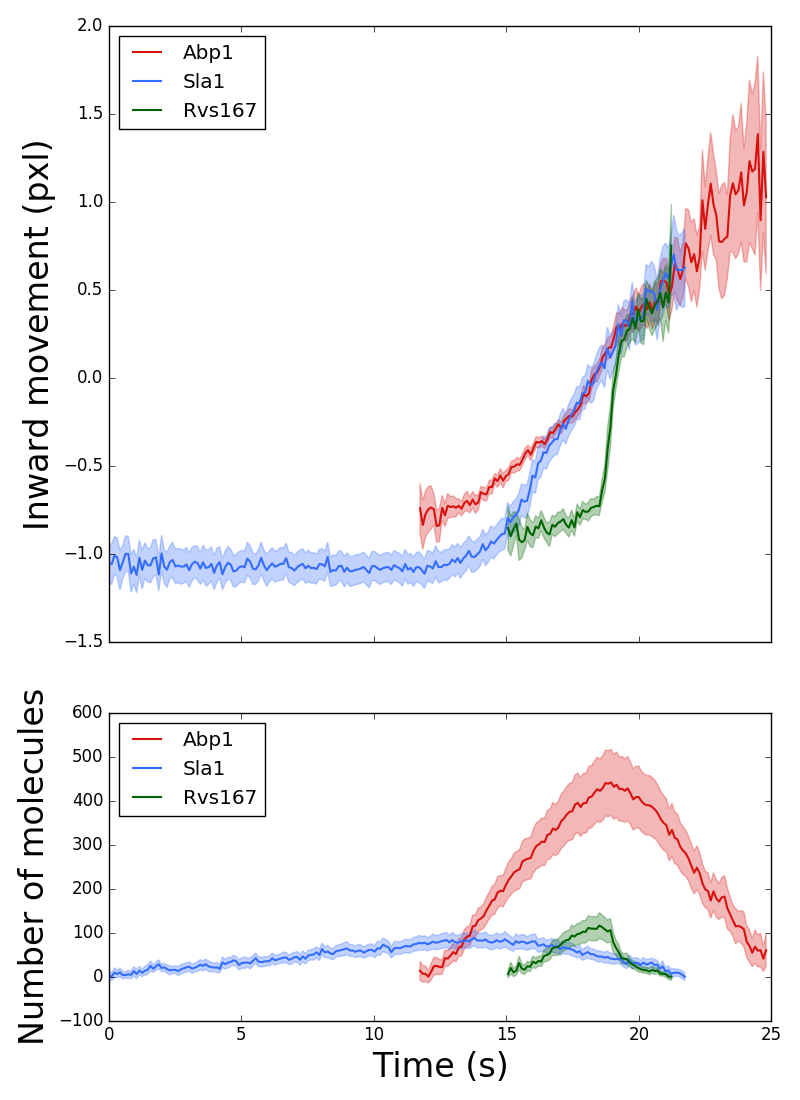 Inward movement (pxl)
2.0
1.5
1.0
0.5
0.0
−0.5
−1.0
−1.5
Abp1
Sla1
Rvs167
Number of molecules
600
500
400
300
200
100
0
−100
Abp1
Sla1
Rvs167
0 5 10 15 20 25
Time (s)